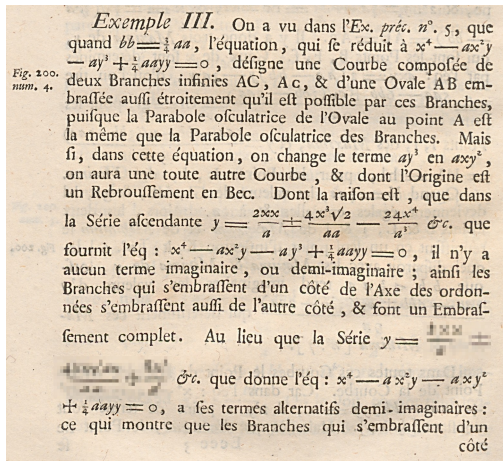 Exemple III. On a vu dans l'Ex. préc. n°. 5, que
quand bb=¼aa, l'équation, qui se réduit à x⁴—ax²y
Fig. 200. num. 4.
—ay³+¼aayy=0, désigne une Courbe composée de
deux Branches infinies AC, Ac, & d'une Ovale AB em-
brassée aussi étroitement qu'il est possible par ces Branches,
puisque la Parabole osculatrice de l'Ovale au point A est
la même que la Parabole osculatrice des Branches. Mais
si, dans cette équation, on change le terme ay³ en axy²,
on aura une toute autre Courbe, & dont l'Origine est
un Rebroussement en Bec. Dont la raison est, que dans
la Série ascendante y = 2xx/a ± 4x³√2/aa — 24x⁴/a³ &c. que
fournit l'éq : x⁴—ax²y—ay³+¼aayy=0, il n'y a
aucun terme imaginaire, ou demi-imaginaire ; ainsi les
Branches qui s'embrassent d'un côté de l'Axe des ordon-
nées s'embrassent aussi de l'autre côté, & font un Embras-
sement complet. Au lieu que la Série y =
&c. que donne l'éq : x⁴—ax²y—axy²
+¼aayy=0, a ses termes alternatifs demi-imaginaires :
ce qui montre que les Branches qui s'embrassent d'un
côté